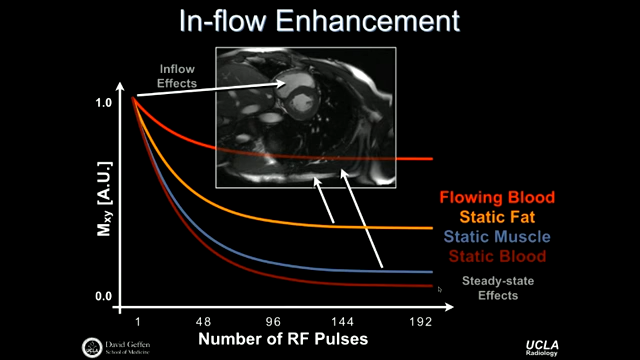 In-flow Enhancement
Inflow
Effects
1.0
Mxy [A.U.]
0.0
Flowing Blood
Static Fat
Static Muscle
Static Blood
Steady-state
Effects
1 48 96 144 192
Number of RF Pulses
UCLA
David Geffen
School of Medicine
UCLA
Radiology